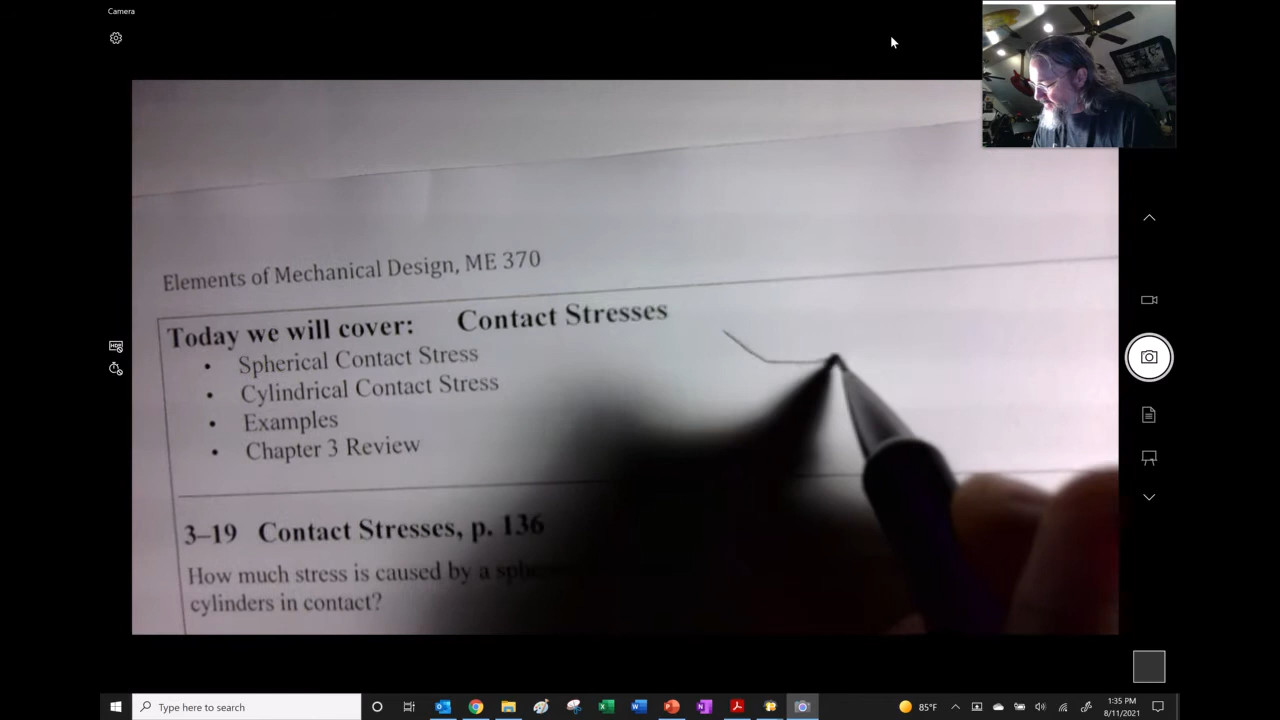 Camera
Elements of Mechanical Design, ME 370
Today we will cover: Contact Stresses
• Spherical Contact Stress
• Cylindrical Contact Stress
• Examples
• Chapter 3 Review
3–19 Contact Stresses, p. 136
How much stress is caused by a
cylinders in contact?
Type here to search
85°F
1:35 PM
8/11/2021